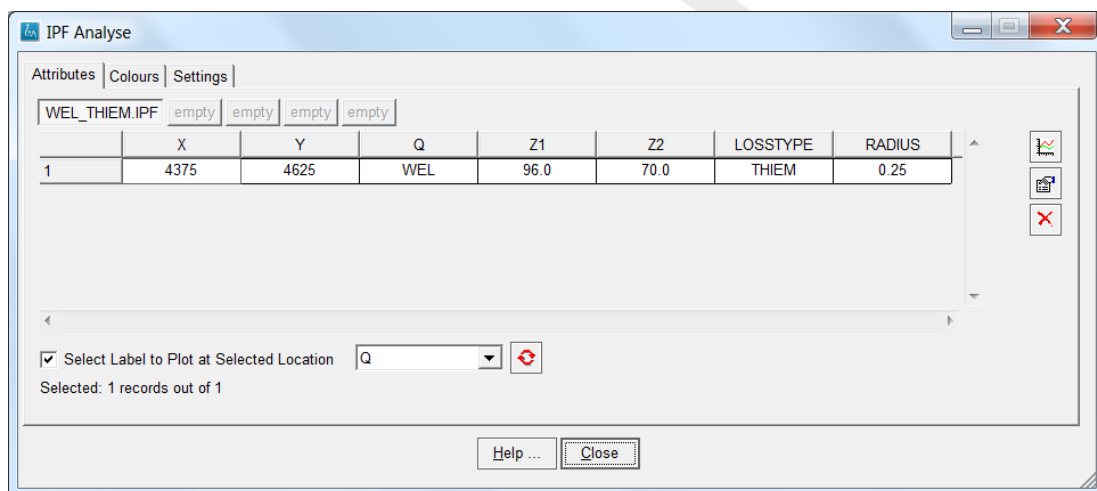 IPF Analyse
Attributes Colours Settings
WEL_THIEM.IPF empty empty empty empty
X Y Q Z1 Z2 LOSSTYPE RADIUS
1 4375 4625 WEL 96.0 70.0 THIEM 0.25
Select Label to Plot at Selected Location Q
Selected: 1 records out of 1
Help ... Close